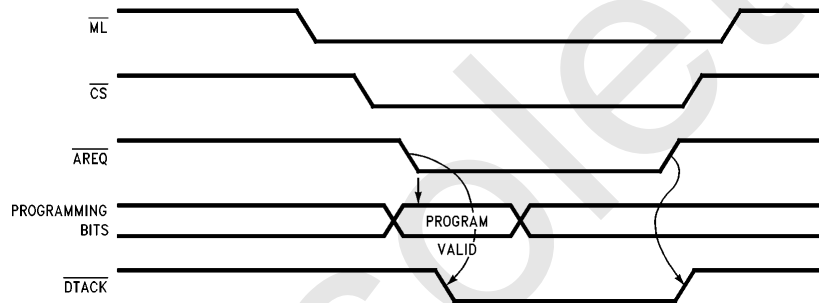 ML
CS
AREQ
PROGRAMMING
BITS
PROGRAM
VALID
DTACK